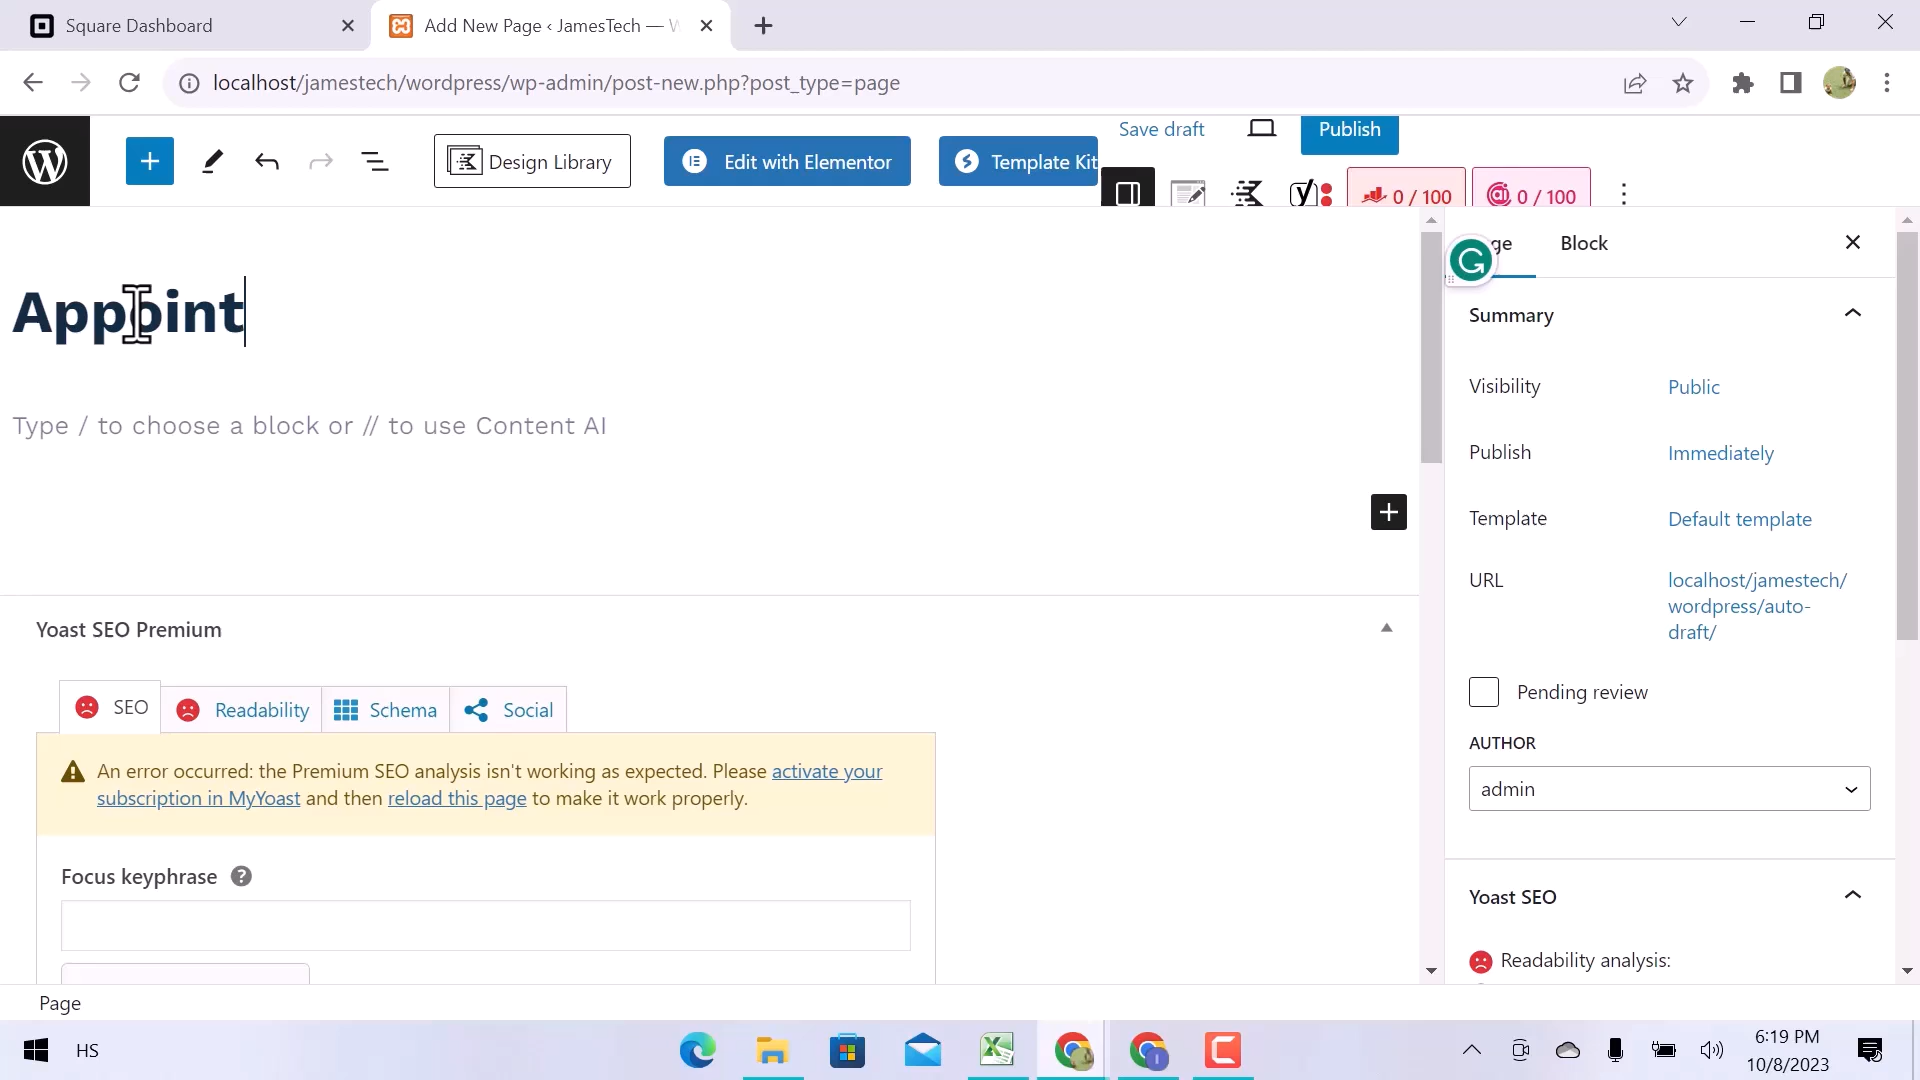 Square Dashboard
Add New Page ‹ JamesTech — W
localhost/jamestech/wordpress/wp-admin/post-new.php?post_type=page
Save draft
Publish
Design Library
Edit with Elementor
Template Kit
0 / 100
0 / 100
Block
Appoint
Type / to choose a block or // to use Content AI
Summary
Visibility
Public
Publish
Immediately
Template
Default template
URL
localhost/jamestech/
wordpress/auto-
draft/
Pending review
AUTHOR
admin
Yoast SEO Premium
SEO
Readability
Schema
Social
An error occurred: the Premium SEO analysis isn't working as expected. Please activate your
subscription in MyYoast and then reload this page to make it work properly.
Focus keyphrase
Yoast SEO
Readability analysis:
Page
HS
6:19 PM
10/8/2023